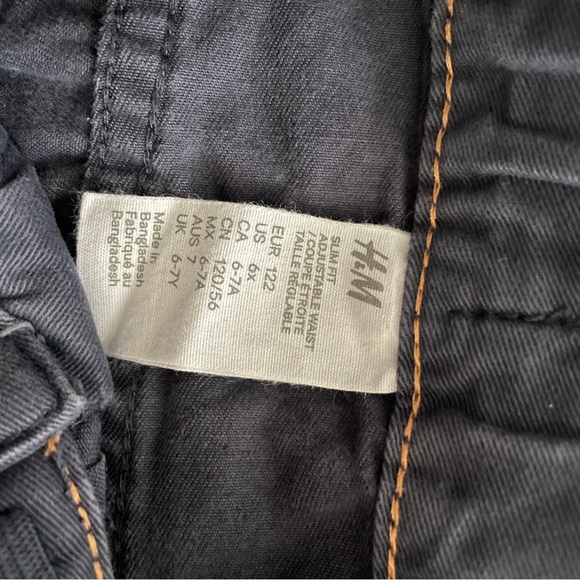 H&M
SLIM FIT
ADJUSTABLE WAIST
/ COUPE ÉTROITE
TAILLE RÉGLABLE
EUR 122
US 6x
CA 6-7A
CN 120/56
MX 6-7A
AUS 7
UK 6-7Y
Made in
Bangladesh
Fabriqué au
Bangladesh